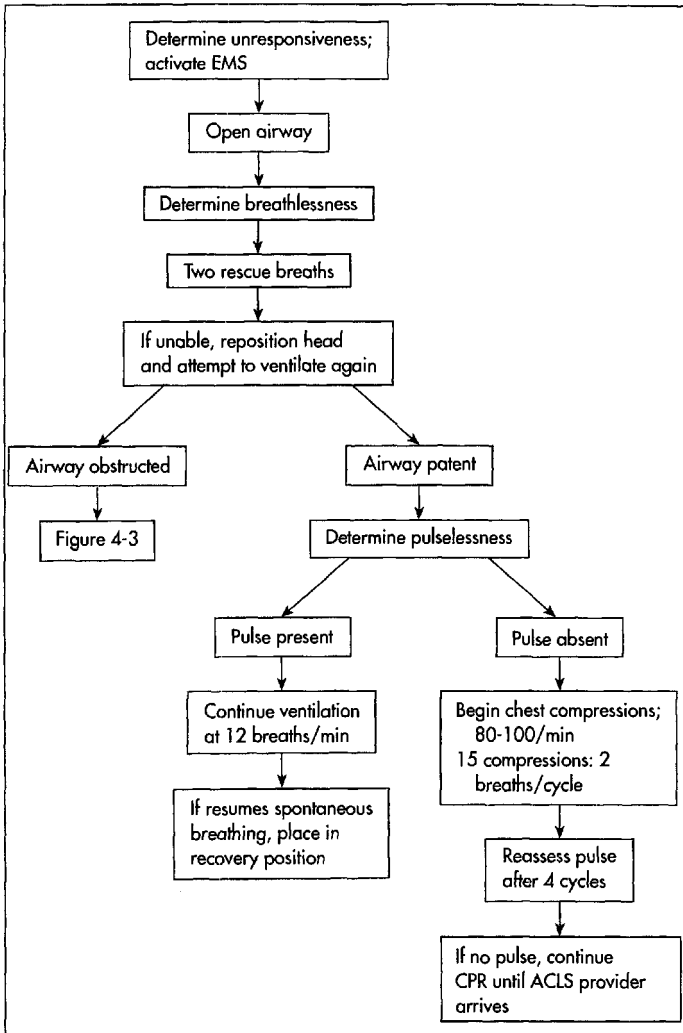 Determine unresponsiveness;
activate EMS
Open airway
Determine breathlessness
Two rescue breaths
If unable, reposition head
and attempt to ventilate again
Airway obstructed
Figure 4-3
Airway patent
Determine pulselessness
Pulse present
Continue ventilation
at 12 breaths/min
If resumes spontaneous
breathing, place in
recovery position
Pulse absent
Begin chest compressions;
80-100/min
15 compressions: 2
breaths/cycle
Reassess pulse
after 4 cycles
If no pulse, continue
CPR until ACLS provider
arrives